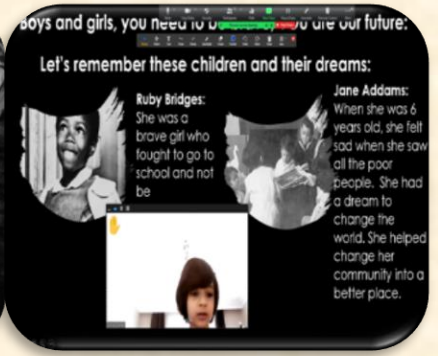 Boys and girls, you need to b
u are our future:
Let's remember these children and their dreams:
Ruby Bridges:
She was a
brave girl who
fought to go to
school and not
be
Jane Addams:
When she was 6
years old, she felt
sad when she saw
all the poor
people. She had
a dream to
change the
world. She helped
change her
community into a
better place.